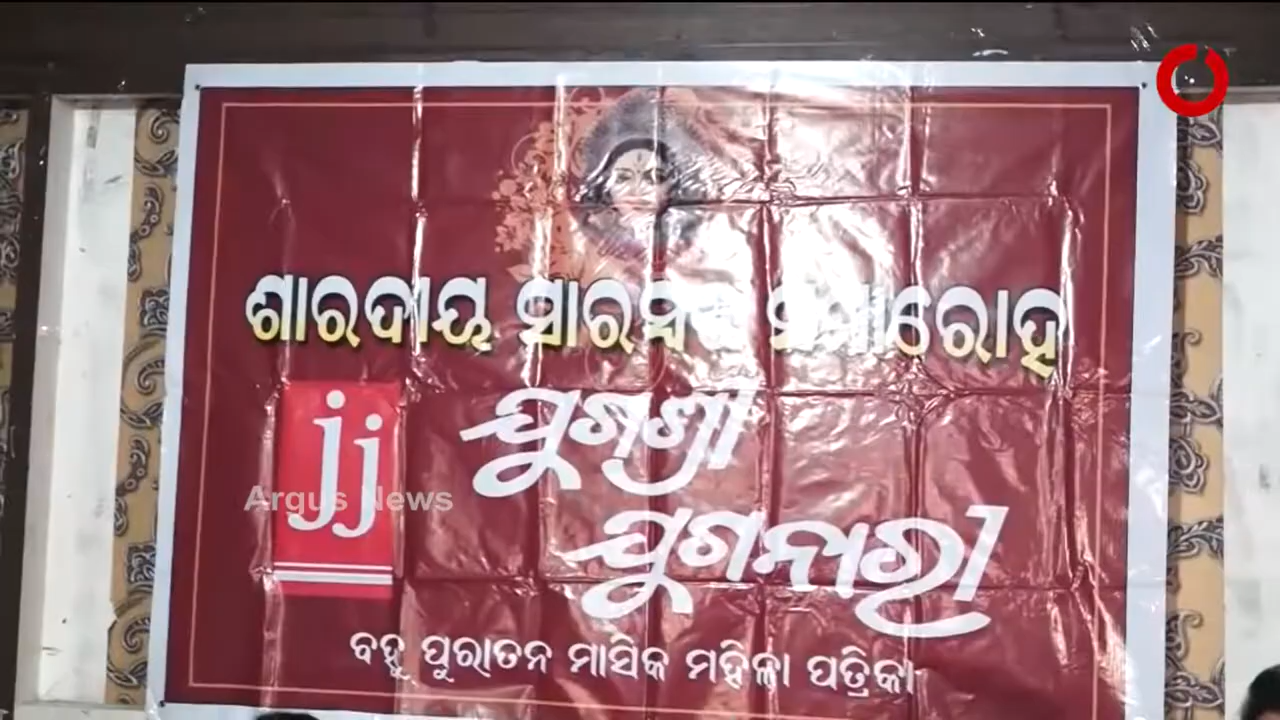 ଶାରଦୀୟ ସାରସ୍ୱତ ସମାରୋହ
jj
ଯୁଗଶ୍ରୀ
ଯୁଗନାରୀ
Argus News
ବହୁ ପୁରାତନ ମାସିକ ମହିଳା ପତ୍ରିକା